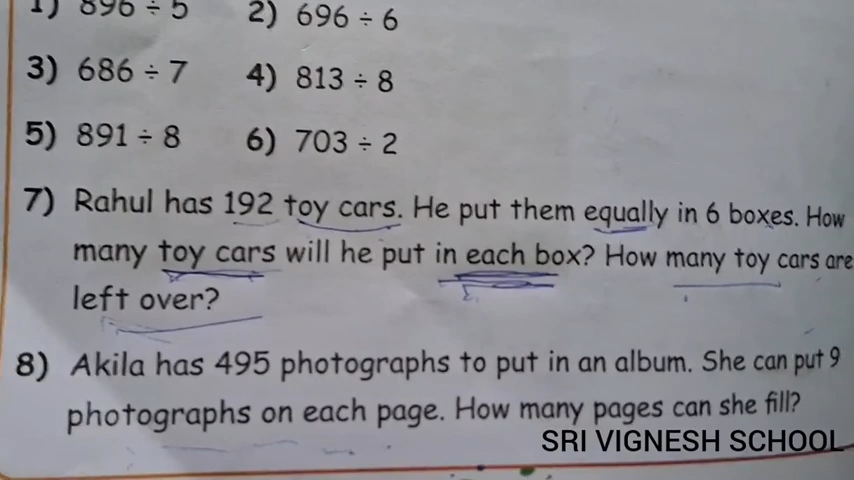 1) 896 ÷ 5 2) 696 ÷ 6
3) 686 ÷ 7 4) 813 ÷ 8
5) 891 ÷ 8 6) 703 ÷ 2
7) Rahul has 192 toy cars. He put them equally in 6 boxes. How
many toy cars will he put in each box? How many toy cars are
left over?
8) Akila has 495 photographs to put in an album. She can put 9
photographs on each page. How many pages can she fill?
SRI VIGNESH SCHOOL